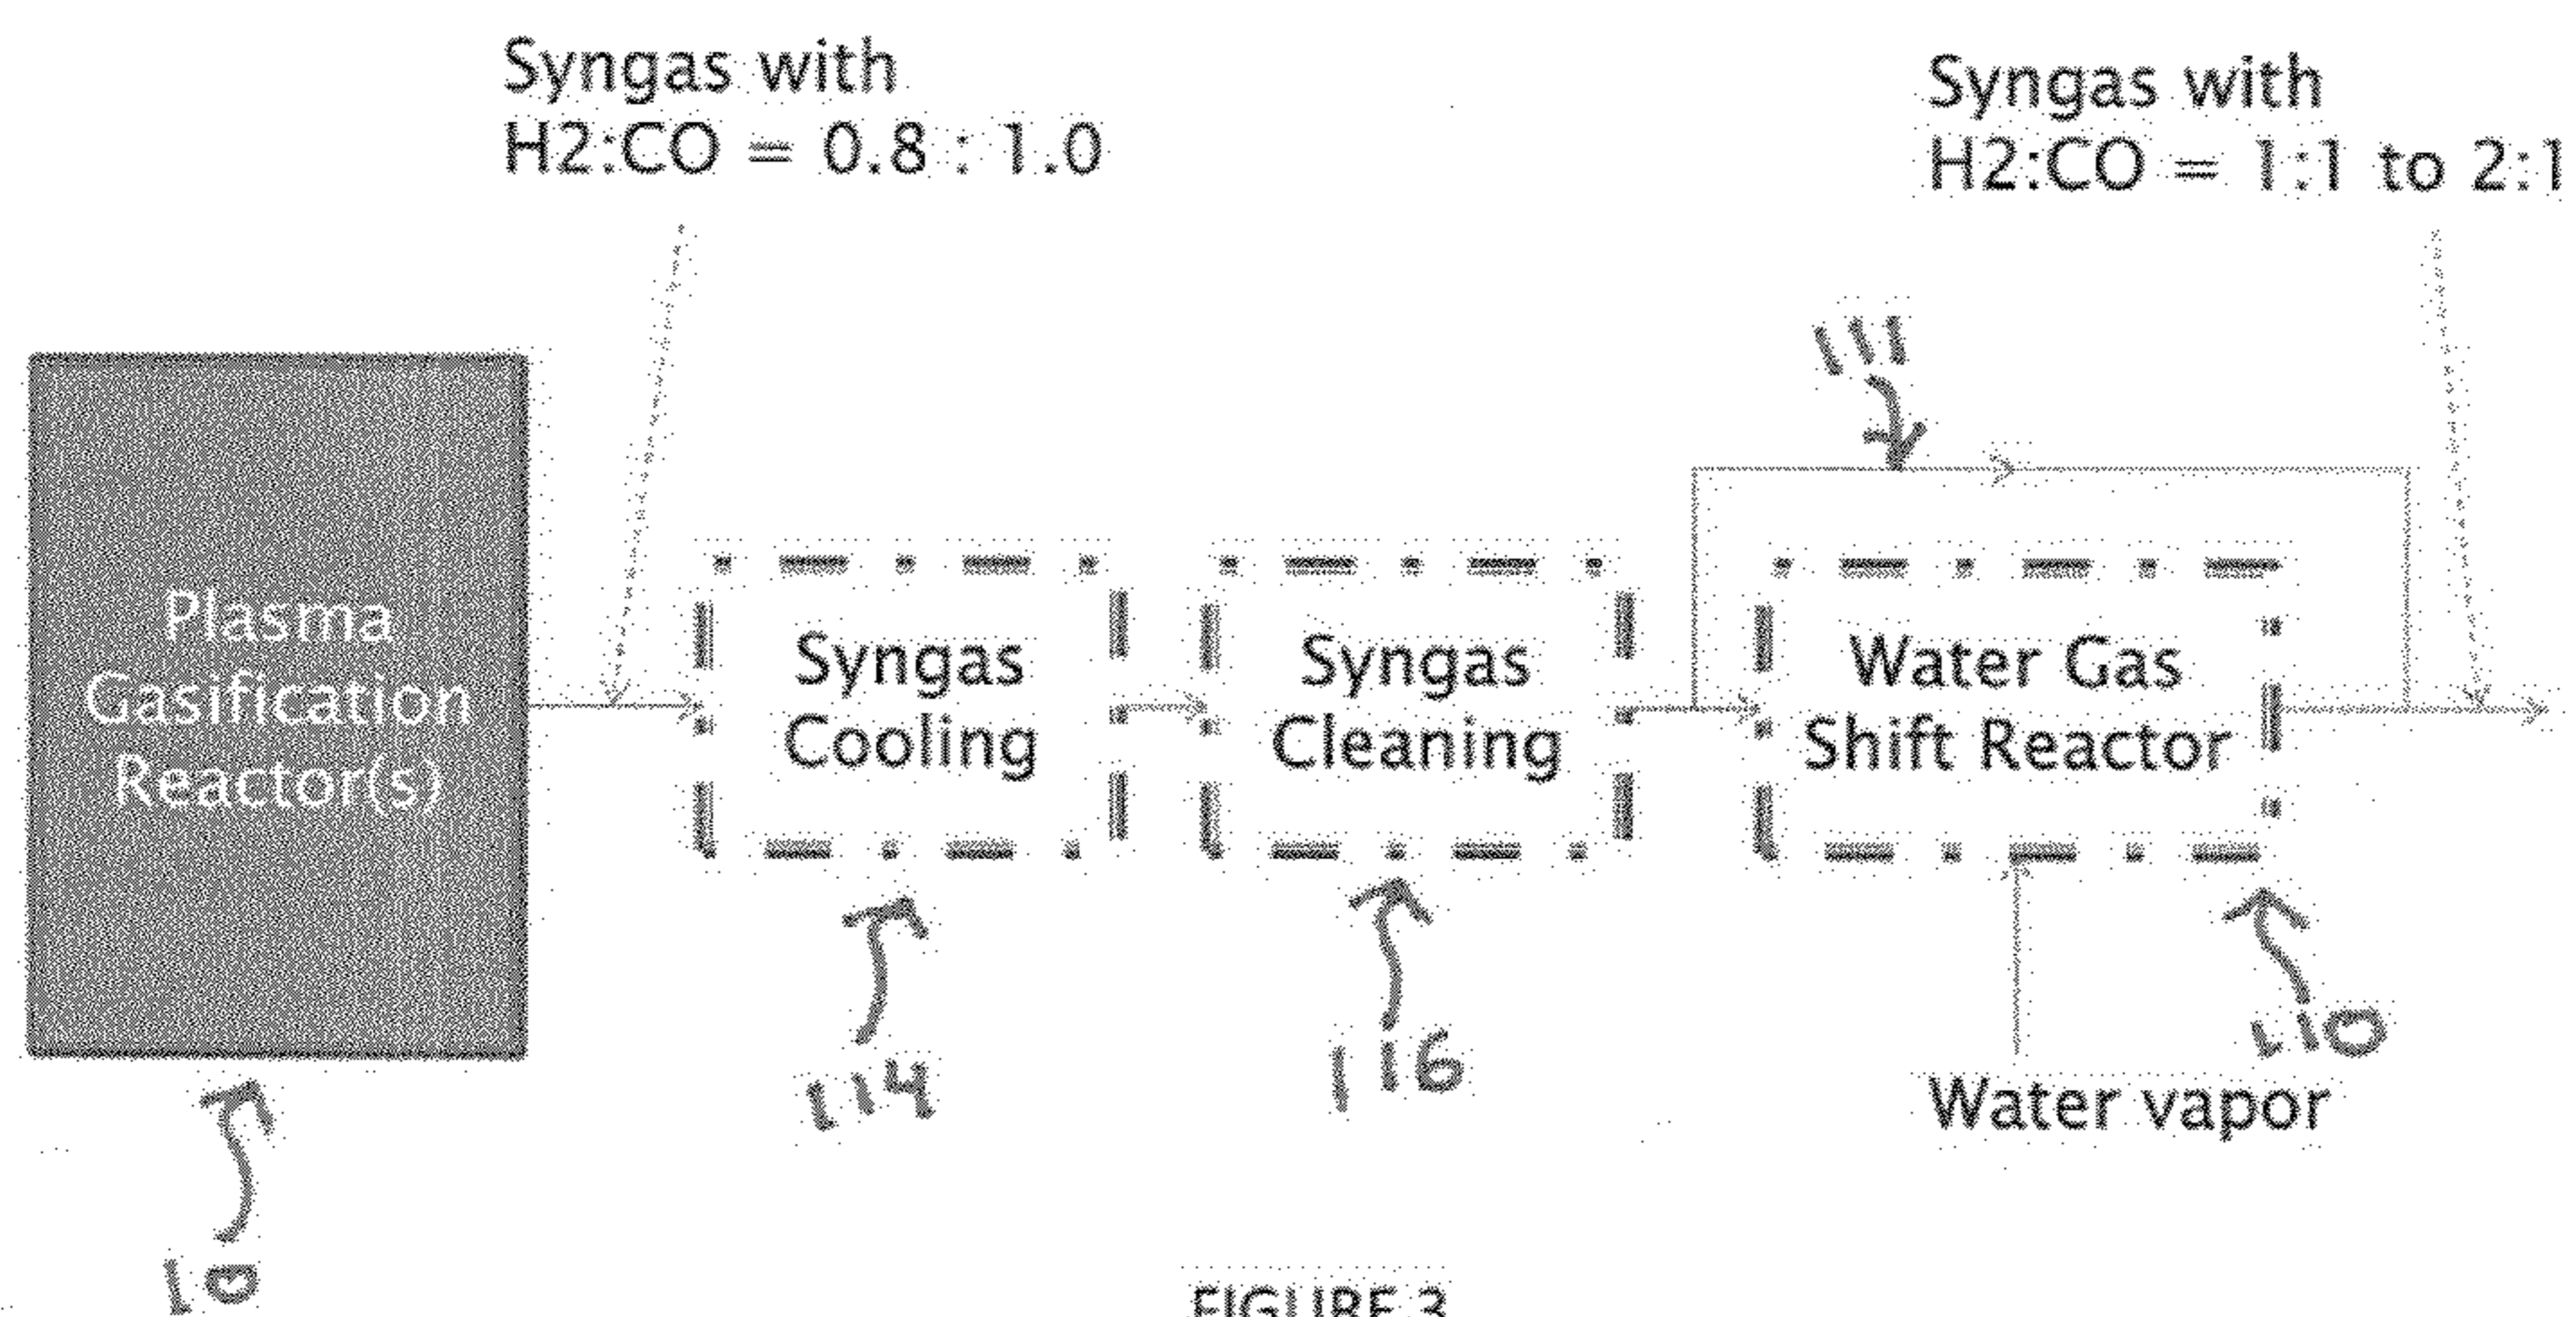 Syngas with
H2:CO = 0.8 : 1.0
Syngas with
H2:CO = 1:1 to 2:1
111
Plasma
Gasification
Reactor(s)
Syngas
Cooling
Syngas
Cleaning
Water Gas
Shift Reactor
114
116
110
Water vapor
10
FIGURE 3